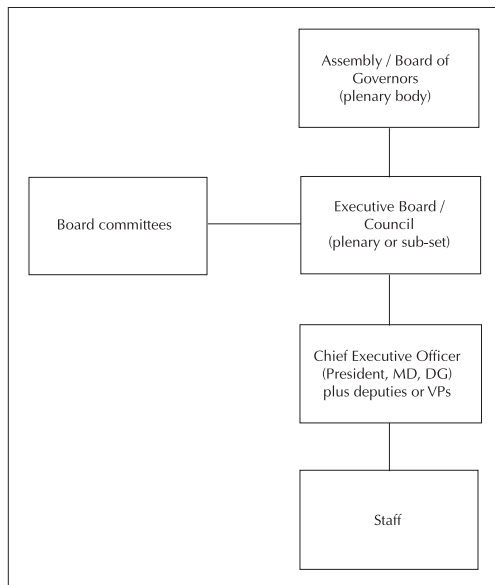 Assembly / Board of
Governors
(plenary body)
Board committees
Executive Board /
Council
(plenary or sub-set)
Chief Executive Officer
(President, MD, DG)
plus deputies or VPs
Staff